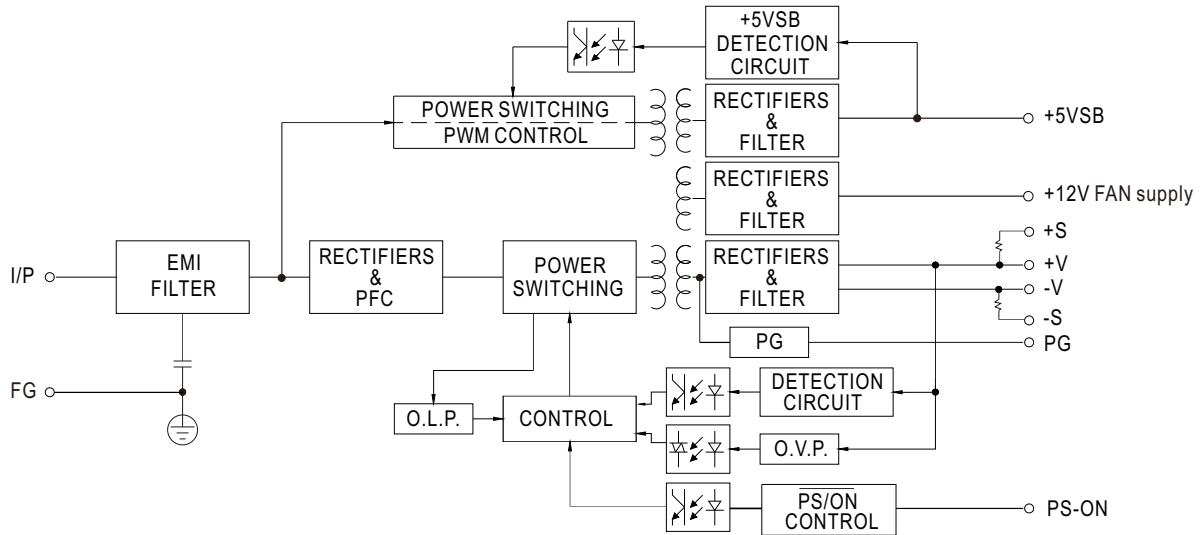 +5VSB
DETECTION
CIRCUIT
POWER SWITCHING
PWM CONTROL
RECTIFIERS
&
FILTER
+5VSB
RECTIFIERS
&
FILTER
+12V FAN supply
I/P
EMI
FILTER
RECTIFIERS
&
PFC
POWER
SWITCHING
RECTIFIERS
&
FILTER
+S
+V
-V
-S
PG
PG
FG
O.L.P.
CONTROL
DETECTION
CIRCUIT
O.V.P.
PS/ON
CONTROL
PS-ON